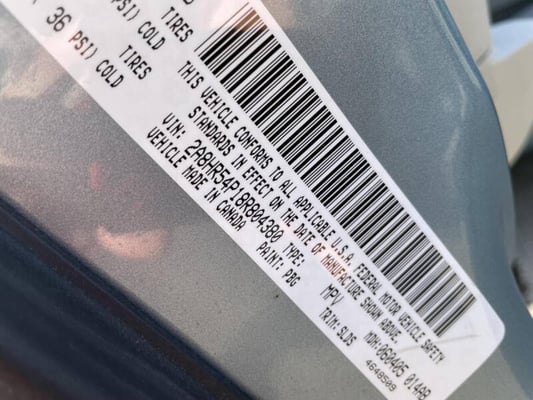 PSI) COLD TIRES
36 PSI) COLD TIRES
THIS VEHICLE CONFORMS TO ALL APPLICABLE U.S.A. FEDERAL MOTOR VEHICLE SAFETY
STANDARDS IN EFFECT ON THE DATE OF MANUFACTURE SHOWN ABOVE.
VIN: 2A8HR54P18R804380 TYPE: MPV
VEHICLE MADE IN CANADA PAINT: PBG TRIM: SLDS
4648509